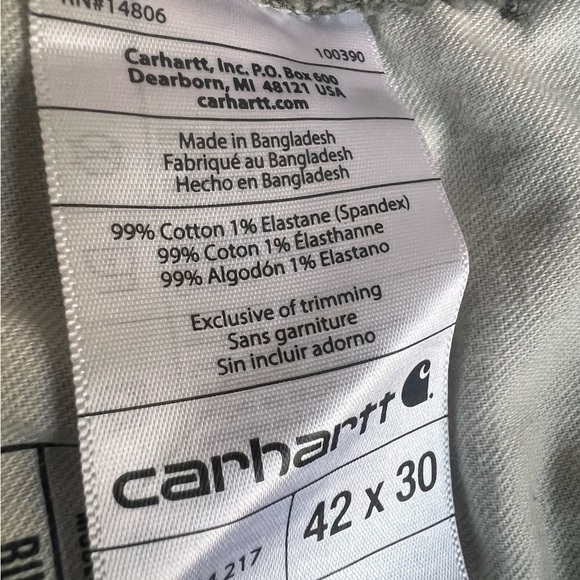 RN#14806
100390
Carhartt, Inc. P.O. Box 600
Dearborn, MI 48121 USA
carhartt.com
Made in Bangladesh
Fabriqué au Bangladesh
Hecho en Bangladesh
99% Cotton 1% Elastane (Spandex)
99% Coton 1% Élasthanne
99% Algodón 1% Elastano
Exclusive of trimming
Sans garniture
Sin incluir adorno
carhartt
42 x 30